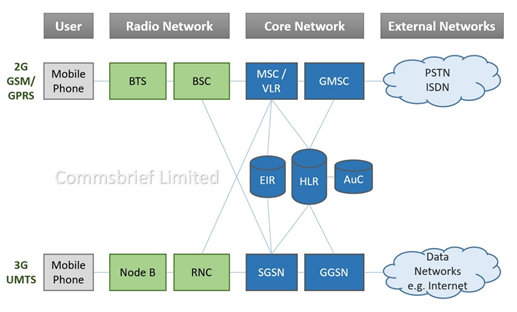 User
Radio Network
Core Network
External Networks
2G
GSM/
GPRS
Mobile
Phone
BTS
BSC
MSC /
VLR
GMSC
PSTN
ISDN
Commsbrief Limited
EIR
HLR
AuC
3G
UMTS
Mobile
Phone
Node B
RNC
SGSN
GGSN
Data
Networks
e.g. Internet